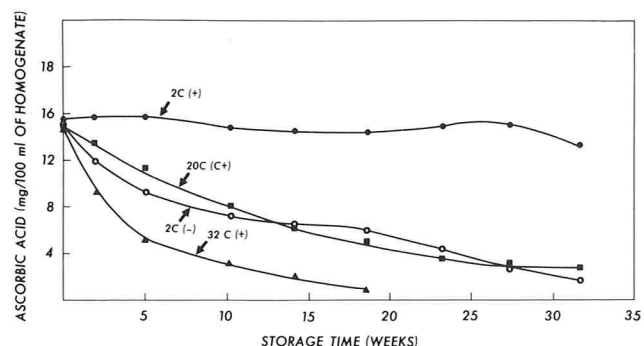 ASCORBIC ACID (mg/100 ml OF HOMOGENATE)
18
16
12
8
4
2C (+)
20C (C+)
2C (-)
32 C (+)
5
10
15
20
25
30
35
STORAGE TIME (WEEKS)